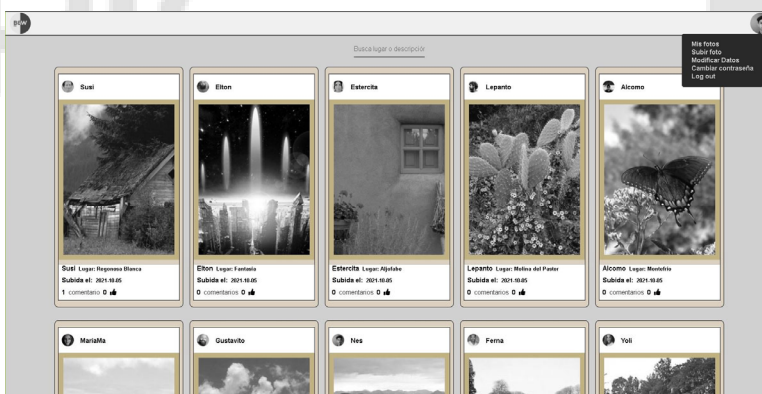 Busca lugar o descripción
Mis fotos
Subir foto
Modificar Datos
Cambiar contraseña
Log out
Susi
Elton
Estercita
Lepanto
Alcomo
Susi Lugar: Regonosa Blanca
Elton Lugar: Fantasia
Estercita Lugar: Aljofabe
Lepanto Lugar: Molina del Pastor
Alcomo Lugar: Montefrio
Subida el: 2021-10-05
Subida el: 2021-10-05
Subida el: 2021-10-05
Subida el: 2021-10-05
Subida el: 2021-10-05
1 comentario 0
0 comentarios 0
0 comentarios 0
0 comentarios 0
0 comentarios 0
MariaMa
Gustavito
Nes
Ferna
Yoli